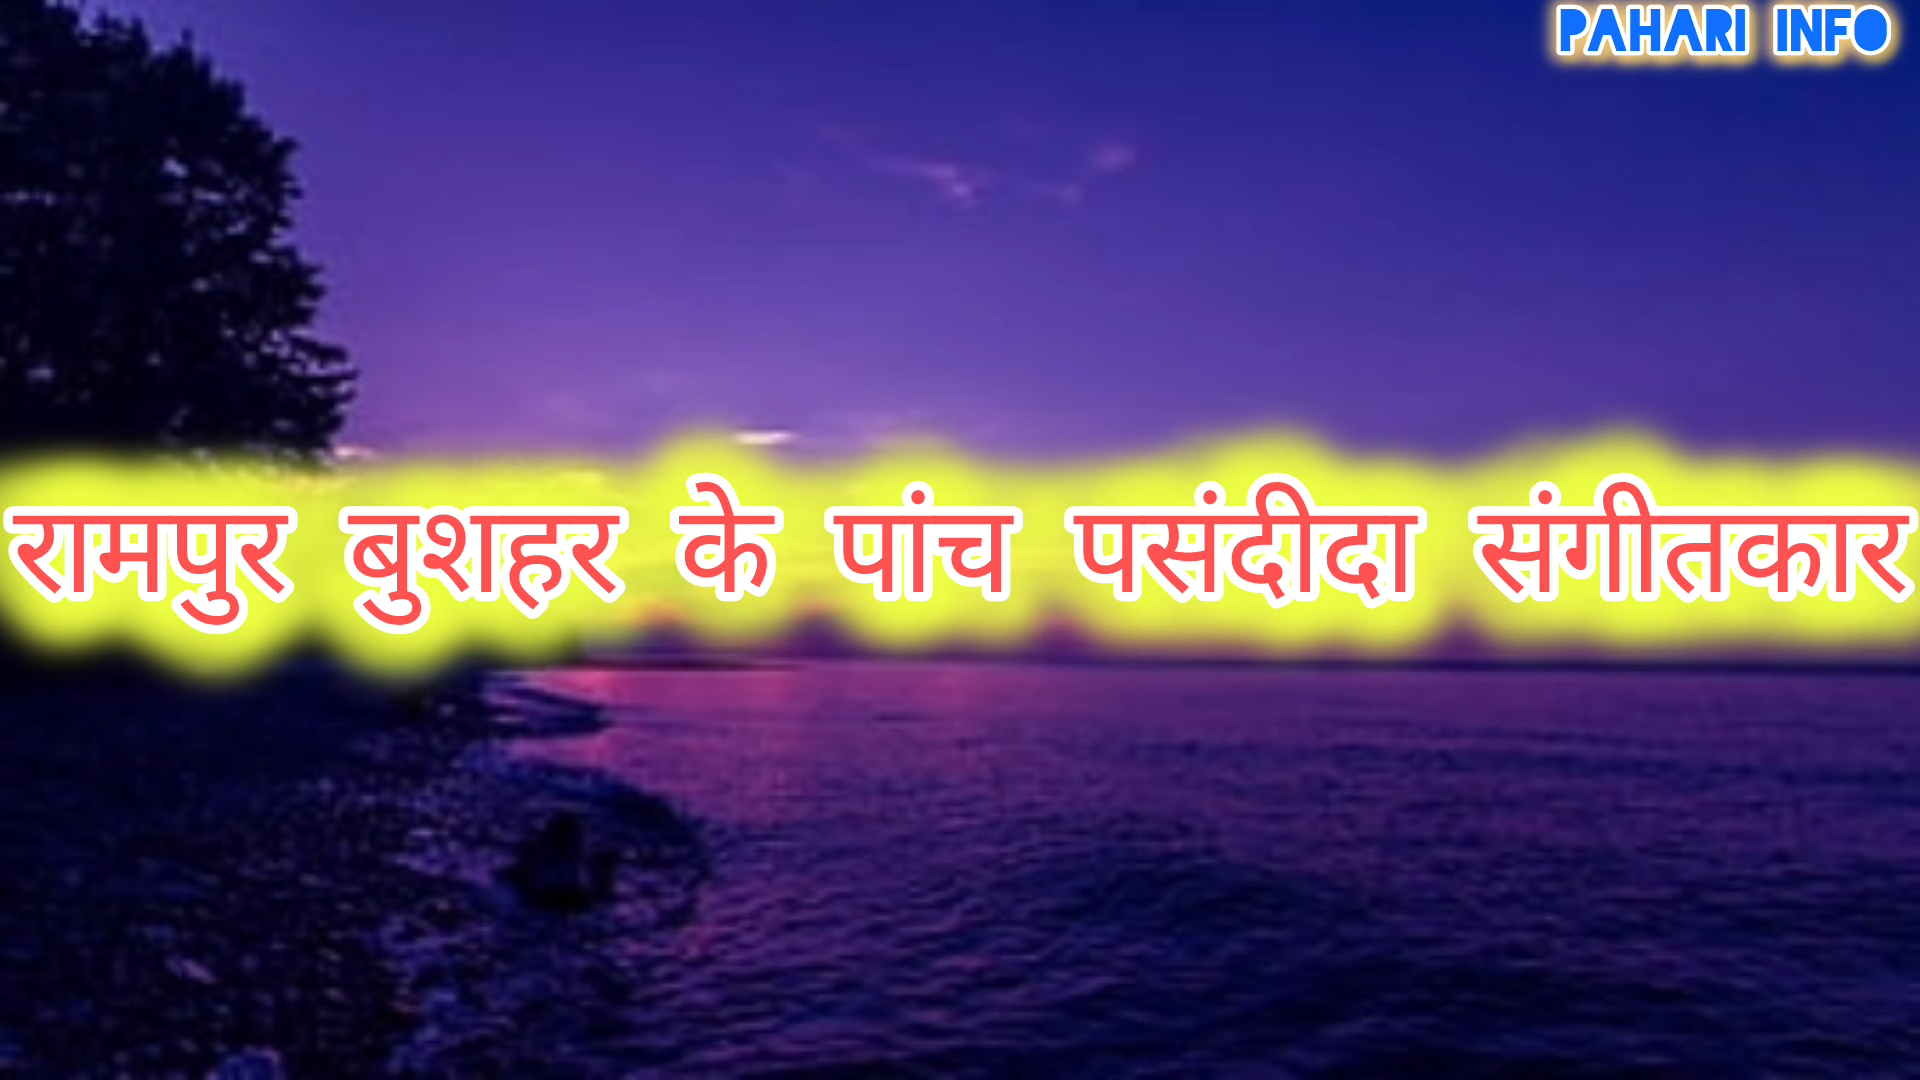 PAHARI INFO
रामपुर बुशहर के पांच पसंदीदा संगीतकार